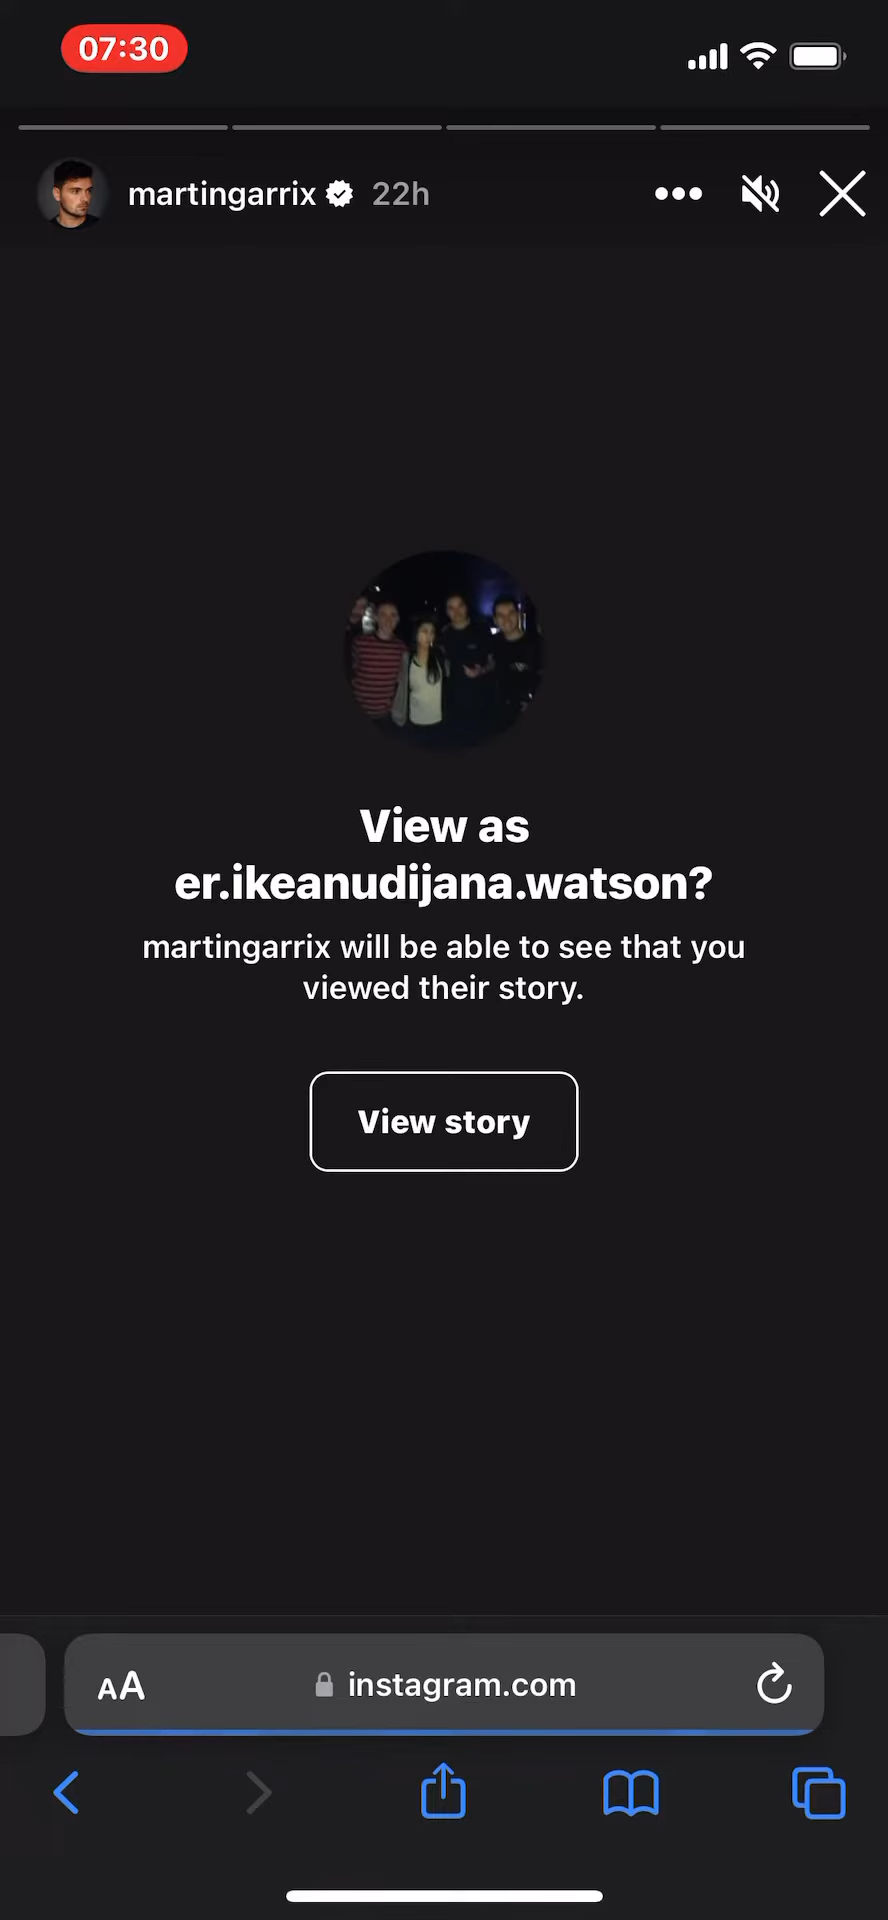 07:30
martingarrix 22h
View as
er.ikeanudijana.watson?
martingarrix will be able to see that you
viewed their story.
View story
AA instagram.com